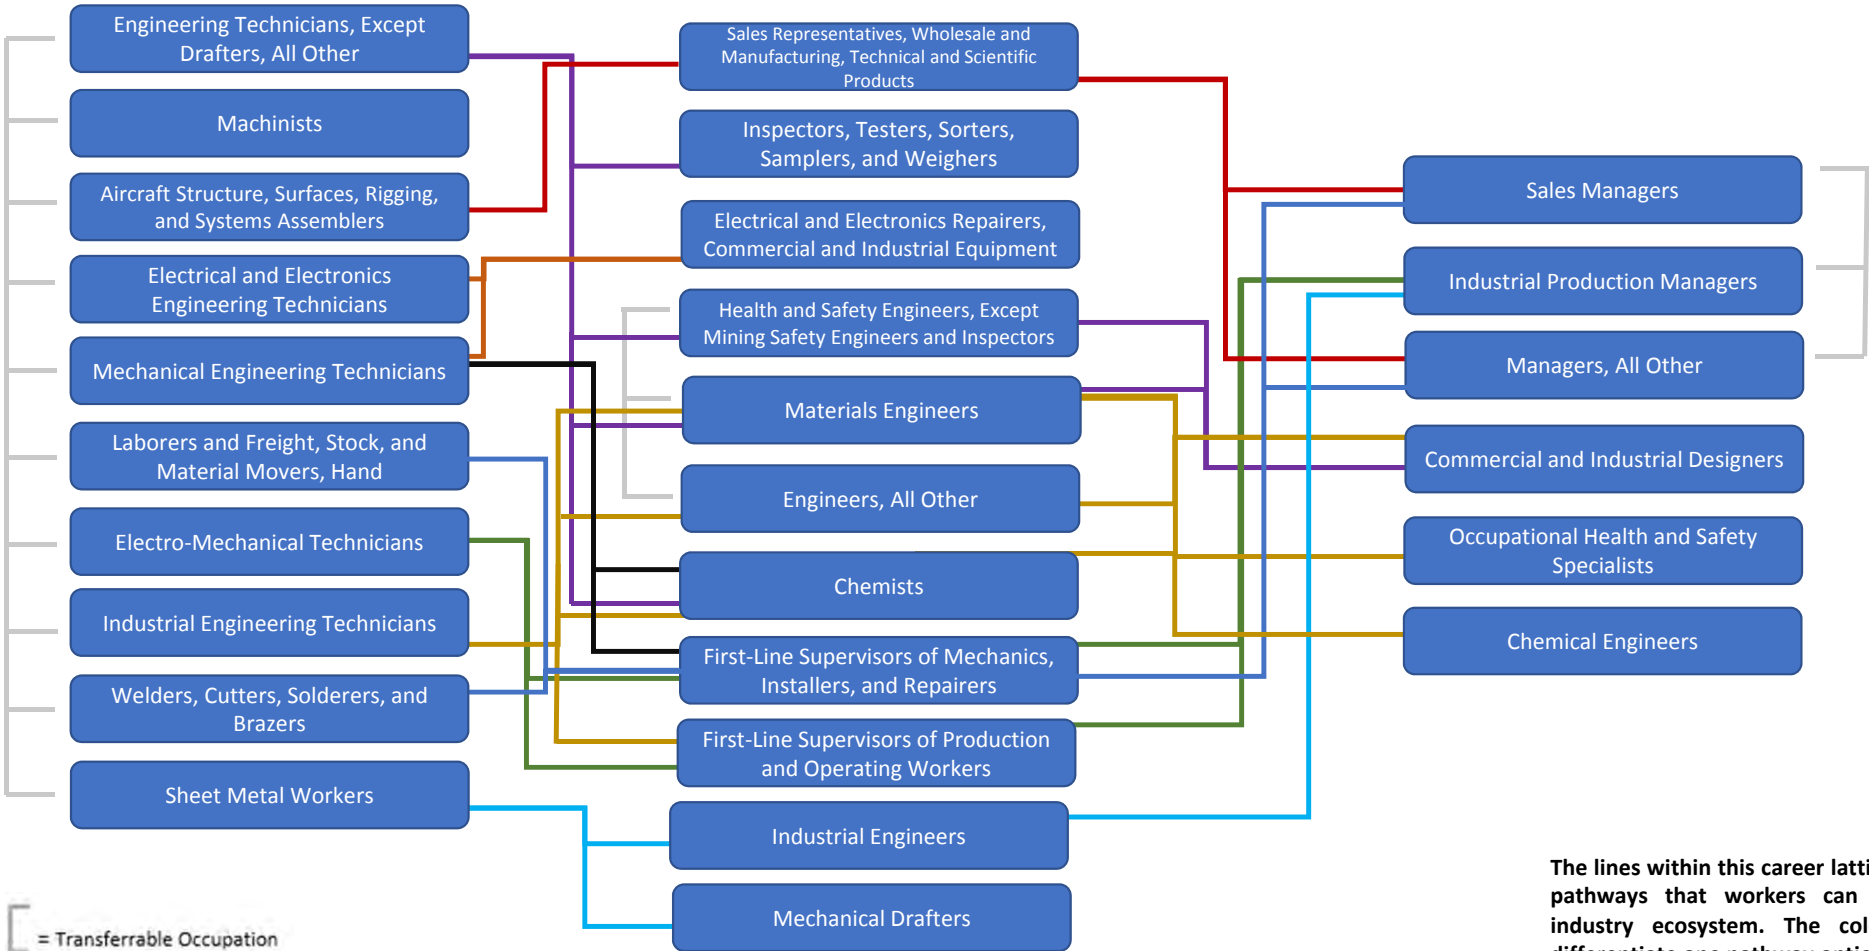 Engineering Technicians, Except
Drafters, All Other
Machinists
Aircraft Structure, Surfaces, Rigging,
and Systems Assemblers
Electrical and Electronics
Engineering Technicians
Mechanical Engineering Technicians
Laborers and Freight, Stock, and
Material Movers, Hand
Electro-Mechanical Technicians
Industrial Engineering Technicians
Welders, Cutters, Solderers, and
Brazers
Sheet Metal Workers
= Transferrable Occupation
Sales Representatives, Wholesale and
Manufacturing, Technical and Scientific
Products
Inspectors, Testers, Sorters,
Samplers, and Weighers
Electrical and Electronics Repairers,
Commercial and Industrial Equipment
Health and Safety Engineers, Except
Mining Safety Engineers and Inspectors
Materials Engineers
Engineers, All Other
Chemists
First-Line Supervisors of Mechanics,
Installers, and Repairers
First-Line Supervisors of Production
and Operating Workers
Industrial Engineers
Mechanical Drafters
Sales Managers
Industrial Production Managers
Managers, All Other
Commercial and Industrial Designers
Occupational Health and Safety
Specialists
Chemical Engineers
The lines within this career latti
pathways that workers can
industry ecosystem. The col